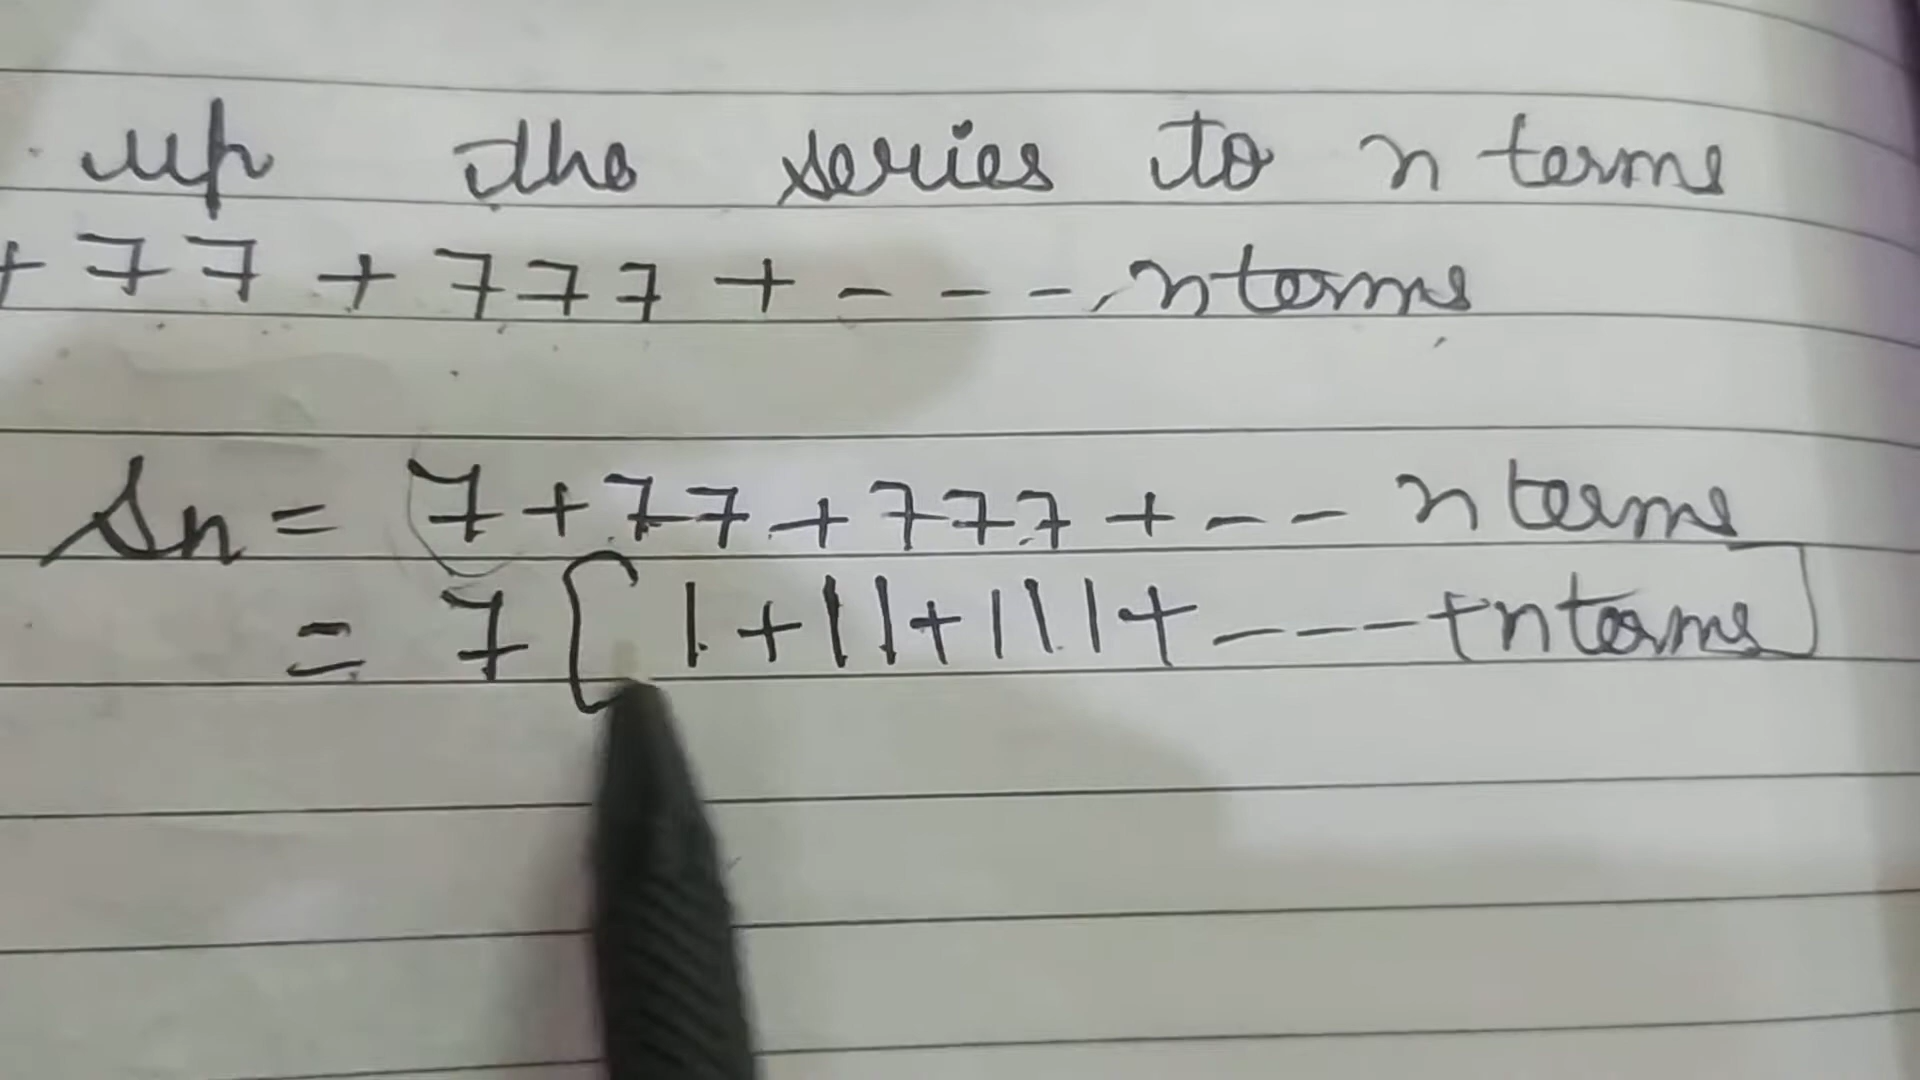 up the series to n terms
+ 77 + 777 + - - - n terms
Sn = 7 + 77 + 777 + - - n terms
= 7 [ 1 + 11 + 111 + - - - - + n terms ]